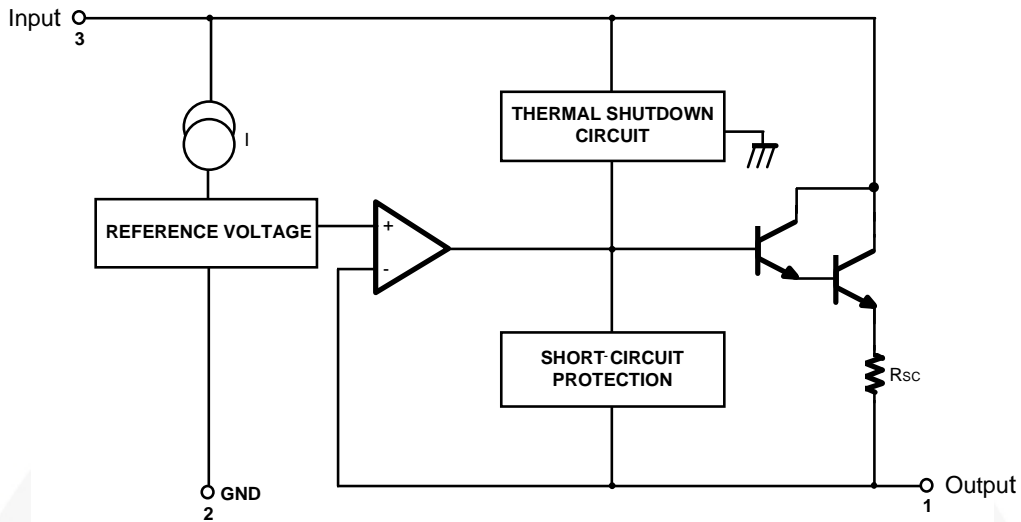 Input
3
THERMAL SHUTDOWN
CIRCUIT
I
REFERENCE VOLTAGE
+
-
SHORT-CIRCUIT
PROTECTION
RSC
GND
2
Output
1